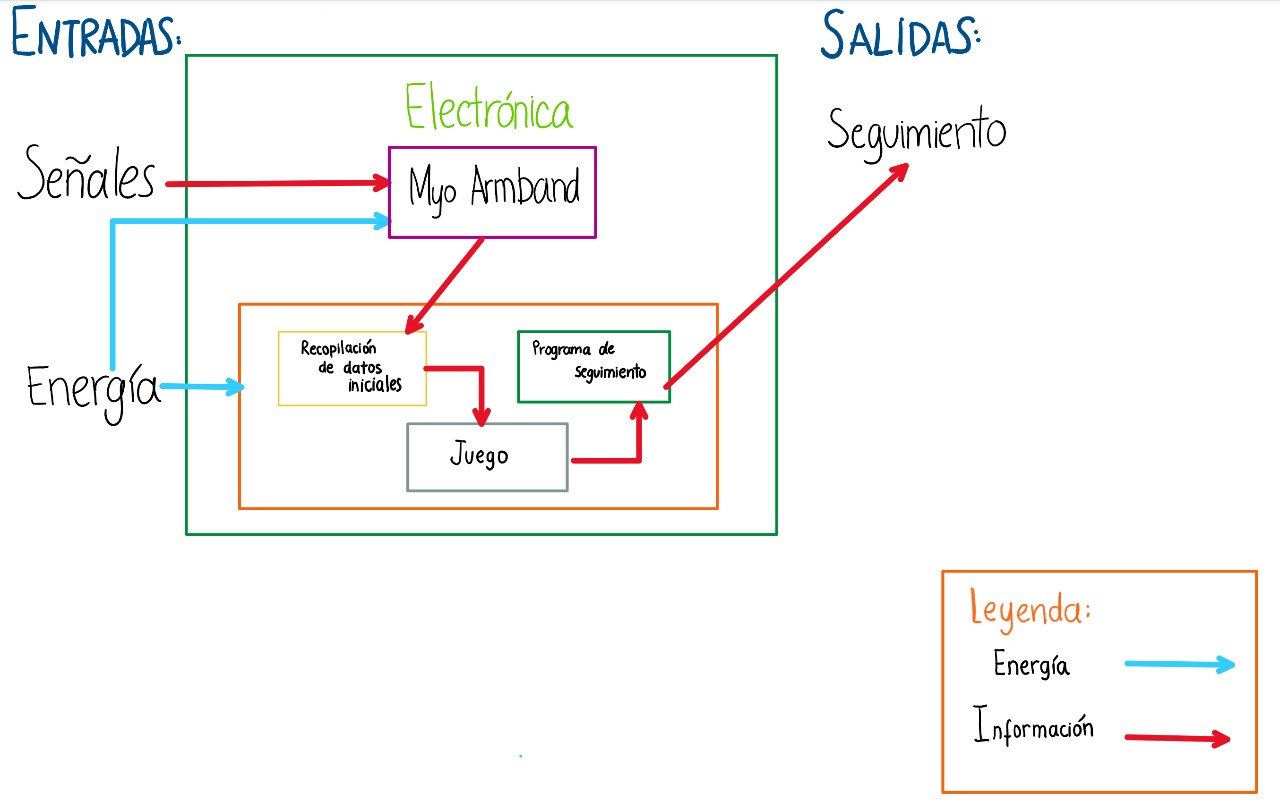 ENTRADAS:
SALIDAS:
Electrónica
Seguimiento
Señales
Myo Armband
Energía
Recopilación
de datos
iniciales
Programa de
seguimiento
Juego
Leyenda:
Energía
Información